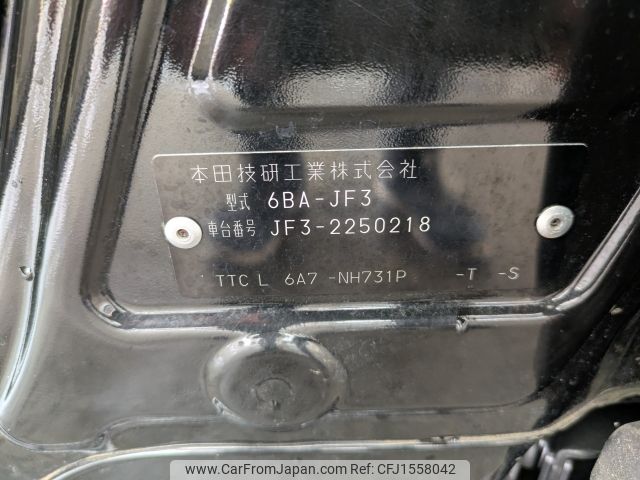 本田技研工業株式会社
型式 6BA-JF3
車台番号 JF3-2250218
TTC L 6A7 -NH731P -T -S
www.CarFromJapan.com | CFJ1558042